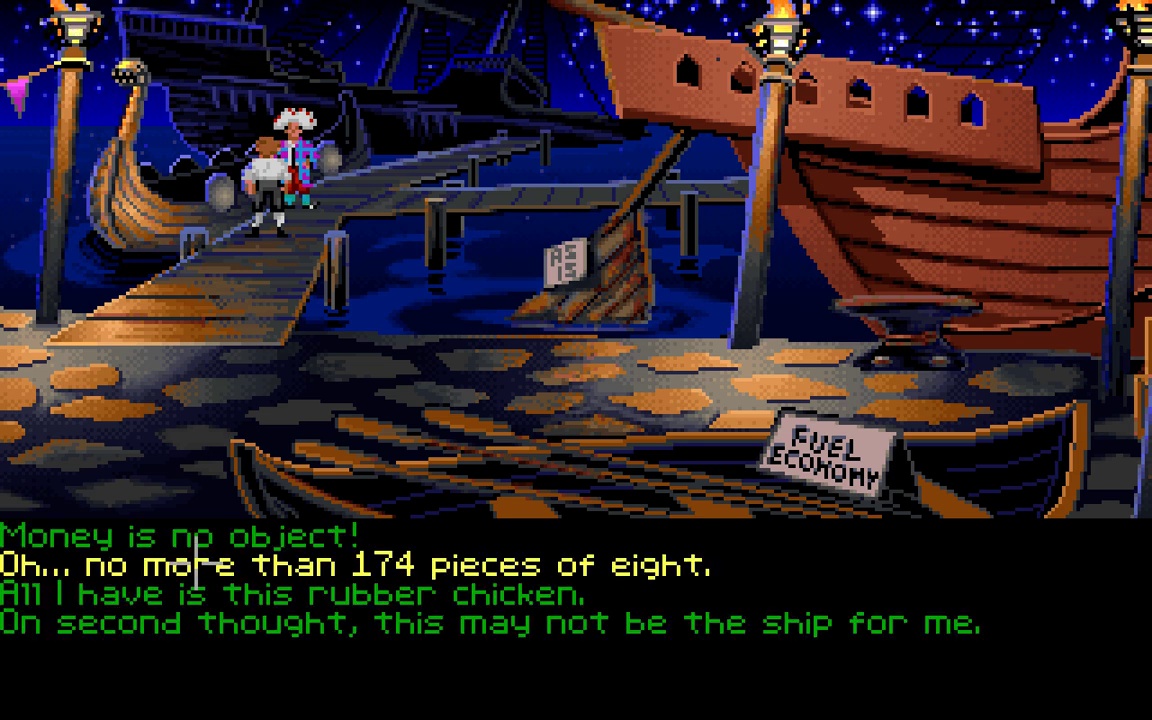 AS
IS
FUEL
ECONOMY
Money is no object!
Oh... no more than 174 pieces of eight.
All I have is this rubber chicken.
On second thought, this may not be the ship for me.